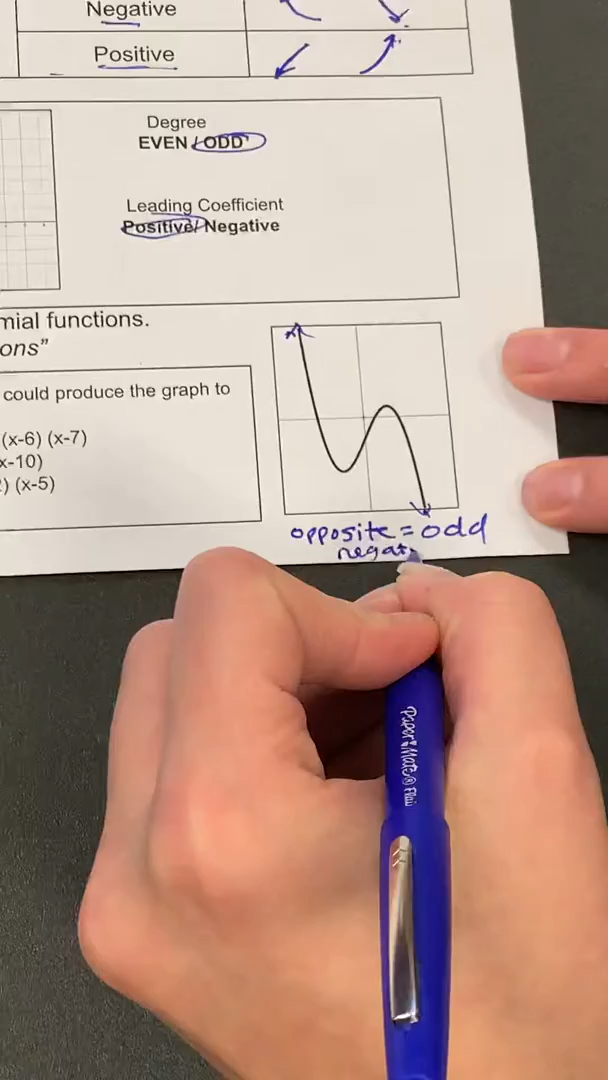 Negative
Positive
Degree
EVEN / ODD
Leading Coefficient
Positive/ Negative
mial functions.
ons”
could produce the graph to
(x-6) (x-7)
x-10)
) (x-5)
opposite = odd
negat
Paper Mate® Flair